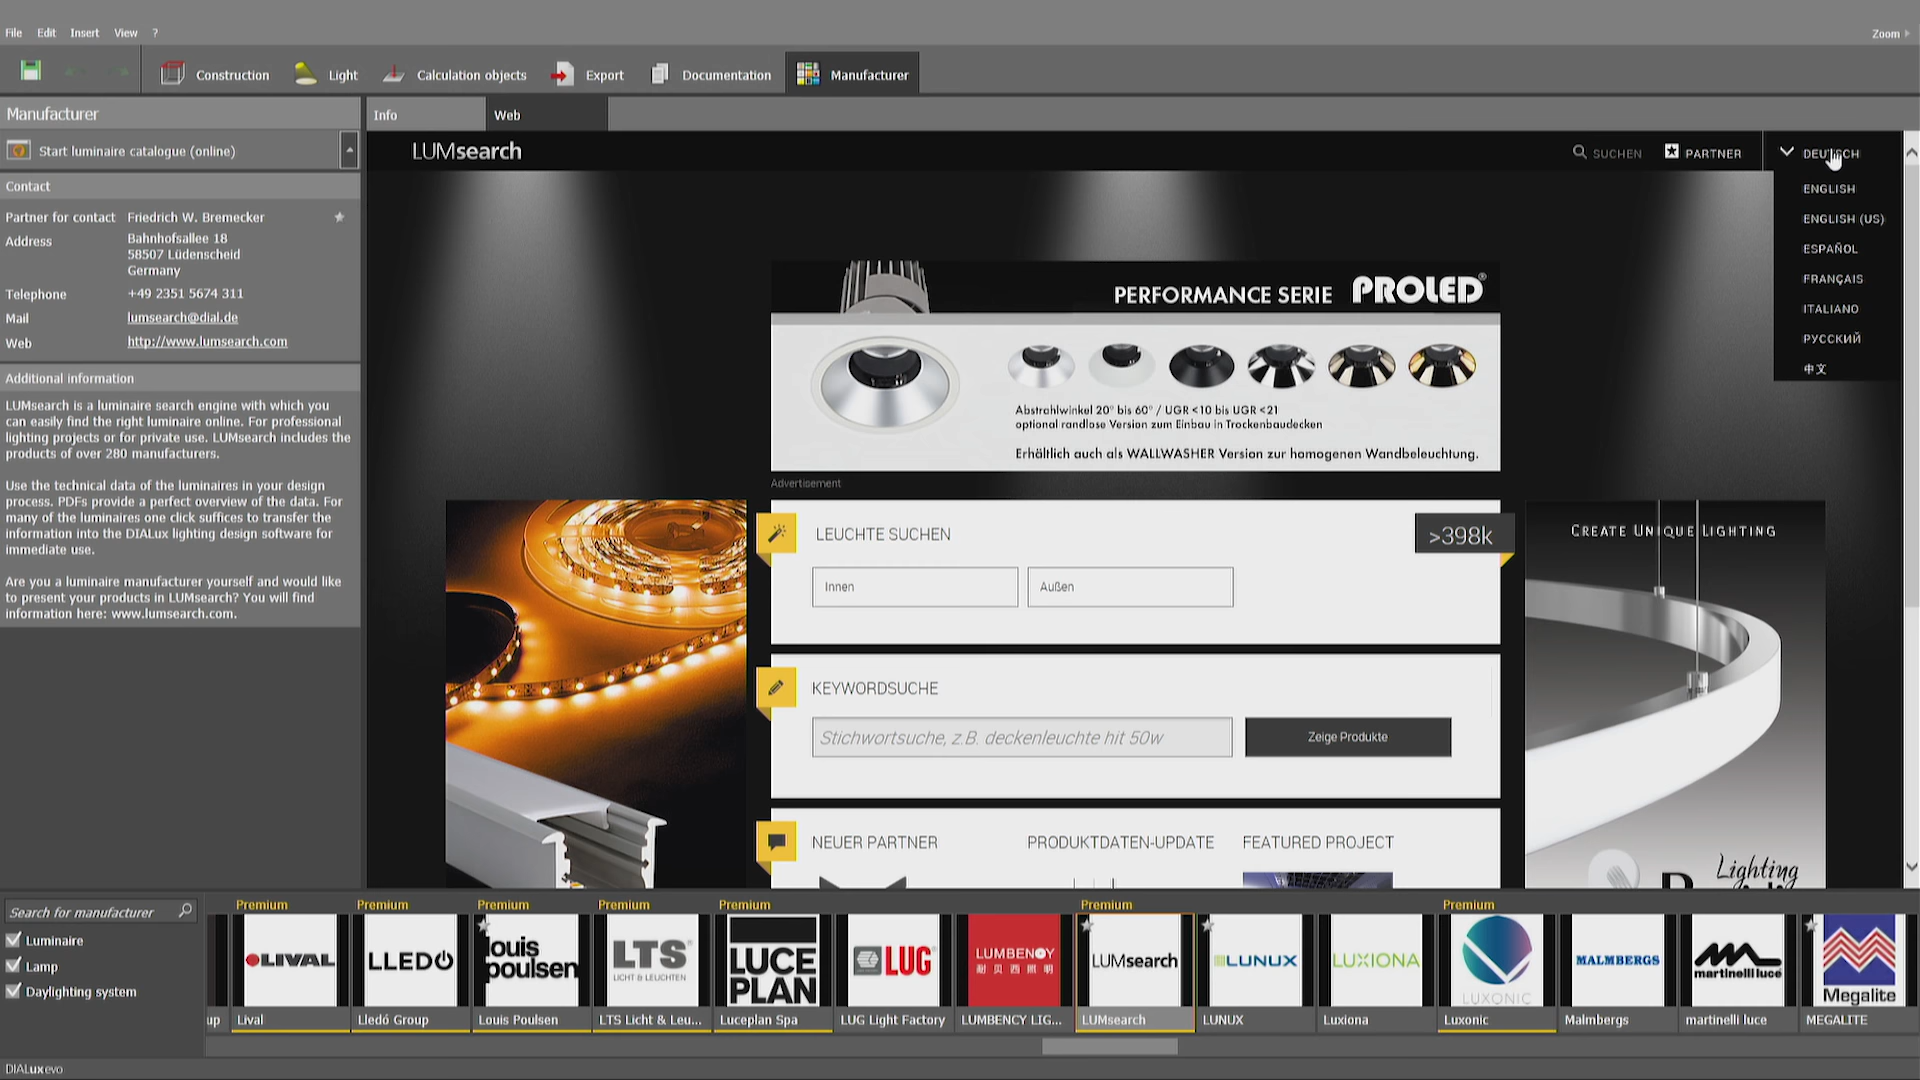 File Edit Insert View ?
Zoom
Construction Light Calculation objects Export Documentation Manufacturer
Manufacturer
Info Web
Start luminaire catalogue (online)
LUMsearch
SUCHEN PARTNER DEUTSCH
ENGLISH
ENGLISH (US)
ESPAÑOL
FRANÇAIS
ITALIANO
РУССКИЙ
中文
Contact
Partner for contact Friedrich W. Bremecker
Address Bahnhofsallee 18
58507 Lüdenscheid
Germany
Telephone +49 2351 5674 311
Mail lumsearch@dial.de
Web http://www.lumsearch.com
Additional information
LUMsearch is a luminaire search engine with which you
can easily find the right luminaire online. For professional
lighting projects or for private use. LUMsearch includes the
products of over 280 manufacturers.
Use the technical data of the luminaires in your design
process. PDFs provide a perfect overview of the data. For
many of the luminaires one click suffices to transfer the
information into the DIALux lighting design software for
immediate use.
Are you a luminaire manufacturer yourself and would like
to present your products in LUMsearch? You will find
information here: www.lumsearch.com.
PERFORMANCE SERIE PROLED®
Abstrahlwinkel 20° bis 60° / UGR <10 bis UGR <21
optional randlose Version zum Einbau in Trockenbaudecken
Erhältlich auch als WALLWASHER Version zur homogenen Wandbeleuchtung.
Advertisement
LEUCHTE SUCHEN >398k
Innen Außen
KEYWORDSUCHE
Stichwortsuche, z.B. deckenleuchte hit 50w Zeige Produkte
NEUER PARTNER PRODUKTDATEN-UPDATE FEATURED PROJECT
CREATE UNIQUE LIGHTING
Lighting
Search for manufacturer
Luminaire
Lamp
Daylighting system
Premium Premium Premium Premium Premium Premium Premium
LIVAL LLEDO louis poulsen LTS LICHT & LEUCHTEN LUCE PLAN LUG LUMBENCY 耐贝西照明 LUMsearch LUNUX LUXIONA LUXONIC MALMBERGS martinelli luce Megalite
up Lival Lledó Group Louis Poulsen LTS Licht & Leu... Luceplan Spa LUG Light Factory LUMBENCY LIG... LUMsearch LUNUX Luxiona Luxonic Malmbergs martinelli luce MEGALITE
DIALux evo